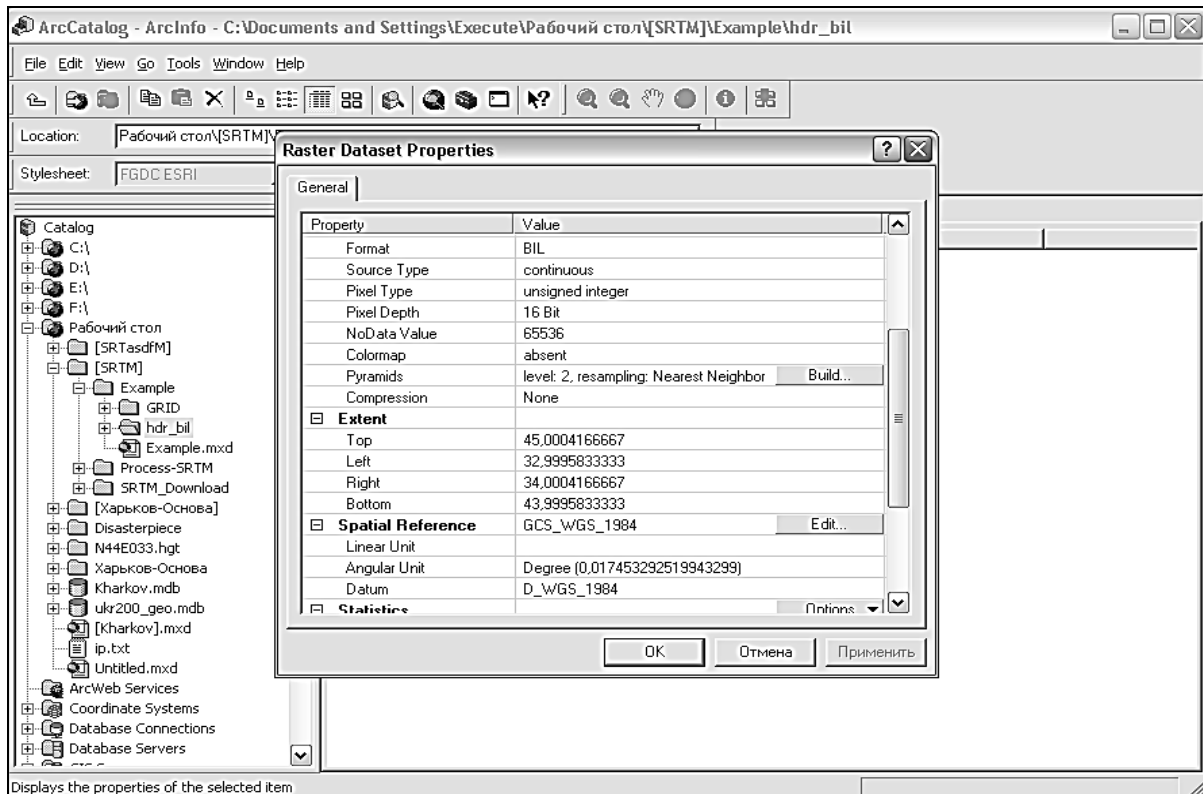 ArcCatalog - ArcInfo - C:\Documents and Settings\Execute\Рабочий стол\[SRTM]\Example\hdr_bil
File Edit View Go Tools Window Help
Location: Рабочий стол\[SRTM]\
Stylesheet: FGDC ESRI
Raster Dataset Properties
General
Property Value
Format BIL
Source Type continuous
Pixel Type unsigned integer
Pixel Depth 16 Bit
NoData Value 65536
Colormap absent
Pyramids level: 2, resampling: Nearest Neighbor Build...
Compression None
Extent
Top 45,0004166667
Left 32,9995833333
Right 34,0004166667
Bottom 43,9995833333
Spatial Reference GCS_WGS_1984 Edit...
Linear Unit
Angular Unit Degree (0,017453292519943299)
Datum D_WGS_1984
Statistics Options
OK Отмена Применить
Catalog
C:\
D:\
E:\
F:\
Рабочий стол
[SRTasdfM]
[SRTM]
Example
GRID
hdr_bil
Example.mxd
Process-SRTM
SRTM_Download
[Харьков-Основа]
Disasterpiece
N44E033.hgt
Харьков-Основа
Kharkov.mdb
ukr200_geo.mdb
[Kharkov].mxd
ip.txt
Untitled.mxd
ArcWeb Services
Coordinate Systems
Database Connections
Database Servers
Displays the properties of the selected item